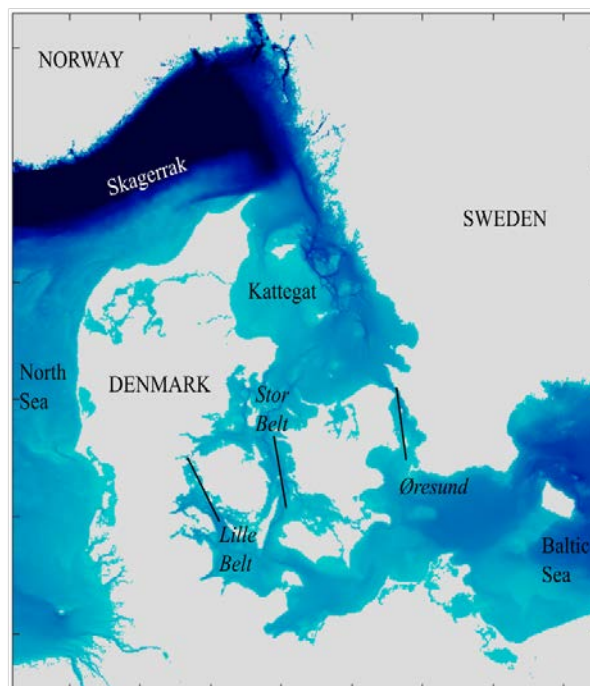 NORWAY
Skagerrak
SWEDEN
Kattegat
North
Sea
DENMARK
Stor
Belt
Øresund
Lille
Belt
Baltic
Sea